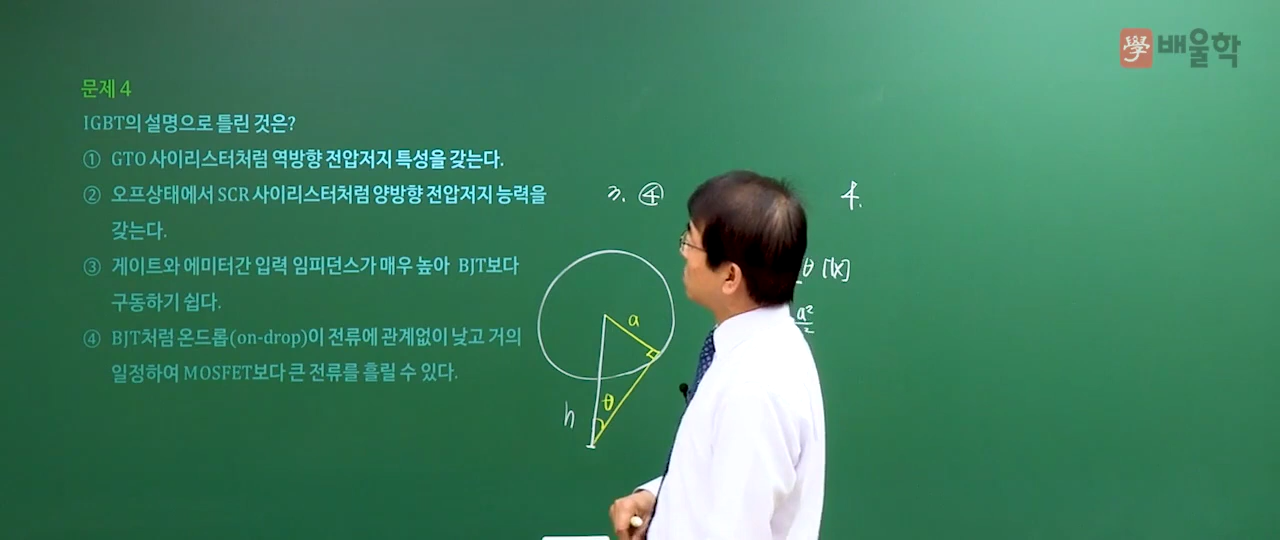 學 배울학
문제 4
IGBT의 설명으로 틀린 것은?
① GTO 사이리스터처럼 역방향 전압저지 특성을 갖는다.
② 오프상태에서 SCR 사이리스터처럼 양방향 전압저지 능력을
갖는다.
③ 게이트와 에미터간 입력 임피던스가 매우 높아 BJT보다
구동하기 쉽다.
④ BJT처럼 온드롭(on-drop)이 전류에 관계없이 낮고 거의
일정하여 MOSFET보다 큰 전류를 흘릴 수 있다.
3. ④
4.
θ [lx]
a²
a
θ
h